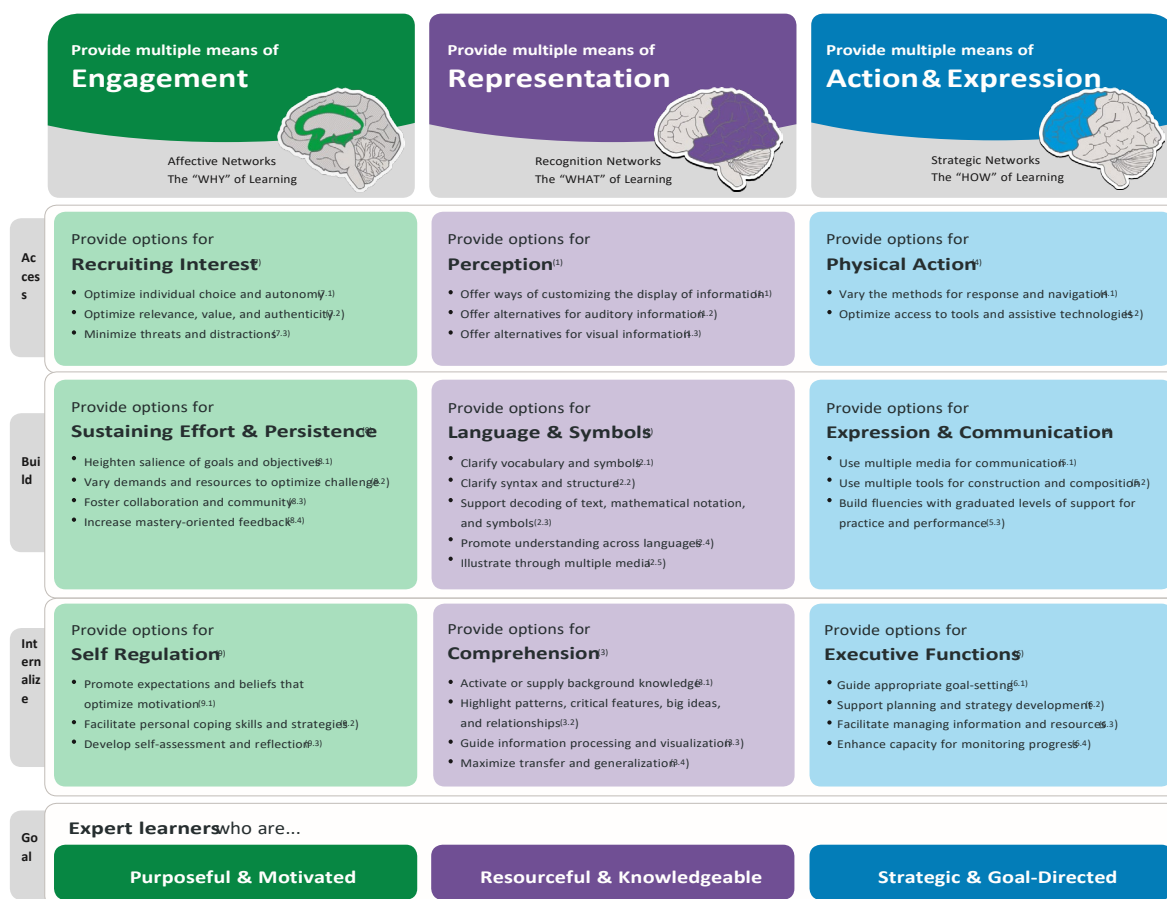 Provide multiple means of
Engagement
Affective Networks
The “WHY” of Learning
Provide multiple means of
Representation
Recognition Networks
The “WHAT” of Learning
Provide multiple means of
Action & Expression
Strategic Networks
The “HOW” of Learning
Ac
ces
s
Provide options for
Recruiting Interest
• Optimize individual choice and autonomy (7.1)
• Optimize relevance, value, and authenticity (7.2)
• Minimize threats and distractions (7.3)
Provide options for
Perception (1)
• Offer ways of customizing the display of information (1.1)
• Offer alternatives for auditory information (1.2)
• Offer alternatives for visual information (1.3)
Provide options for
Physical Action (4)
• Vary the methods for response and navigation (4.1)
• Optimize access to tools and assistive technologies (4.2)
Bui
ld
Provide options for
Sustaining Effort & Persistence
• Heighten salience of goals and objectives (8.1)
• Vary demands and resources to optimize challenge (8.2)
• Foster collaboration and community (8.3)
• Increase mastery-oriented feedback (8.4)
Provide options for
Language & Symbols
• Clarify vocabulary and symbols (2.1)
• Clarify syntax and structure (2.2)
• Support decoding of text, mathematical notation,
and symbols (2.3)
• Promote understanding across languages (2.4)
• Illustrate through multiple media (2.5)
Provide options for
Expression & Communication
• Use multiple media for communication (5.1)
• Use multiple tools for construction and composition (5.2)
• Build fluencies with graduated levels of support for
practice and performance (5.3)
Int
ern
aliz
e
Provide options for
Self Regulation (9)
• Promote expectations and beliefs that
optimize motivation (9.1)
• Facilitate personal coping skills and strategies (9.2)
• Develop self-assessment and reflection (9.3)
Provide options for
Comprehension (3)
• Activate or supply background knowledge (3.1)
• Highlight patterns, critical features, big ideas,
and relationships (3.2)
• Guide information processing and visualization (3.3)
• Maximize transfer and generalization (3.4)
Provide options for
Executive Functions (6)
• Guide appropriate goal-setting (6.1)
• Support planning and strategy development (6.2)
• Facilitate managing information and resources (6.3)
• Enhance capacity for monitoring progress (6.4)
Go
al
Expert learners who are...
Purposeful & Motivated
Resourceful & Knowledgeable
Strategic & Goal-Directed